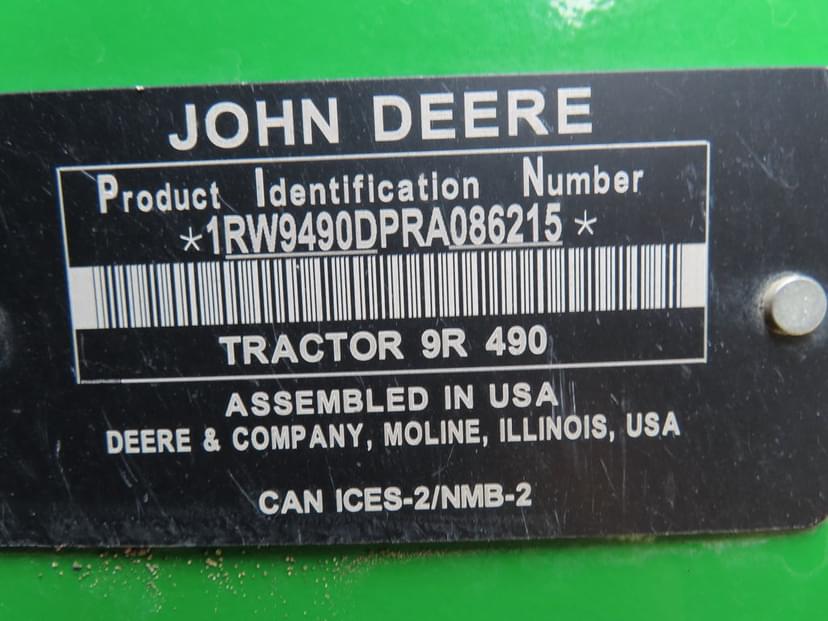 JOHN DEERE
Product Identification Number
*1RW9490DPRA086215*
TRACTOR 9R 490
ASSEMBLED IN USA
DEERE & COMPANY, MOLINE, ILLINOIS, USA
CAN ICES-2/NMB-2